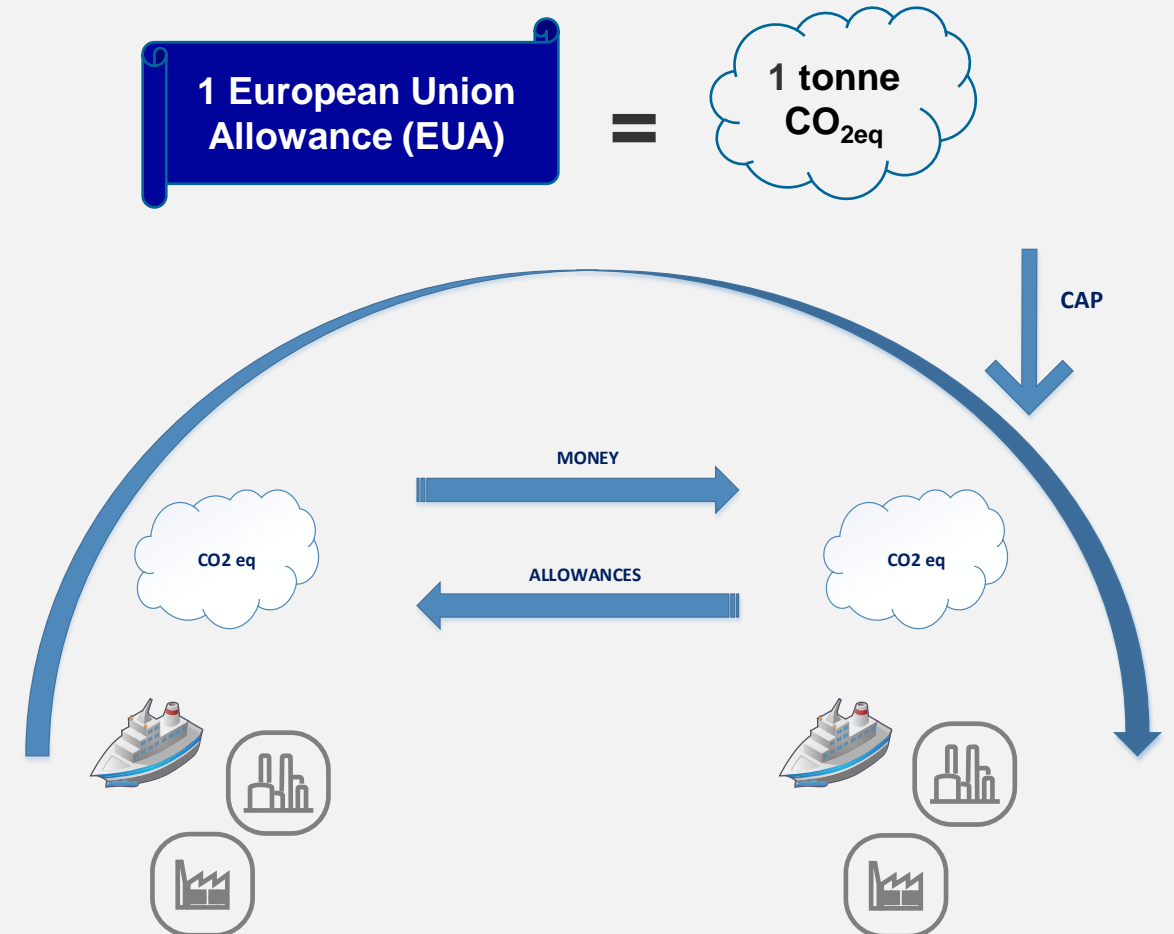 1 European Union
Allowance (EUA)
=
1 tonne
CO2eq
CAP
MONEY
CO2 eq
CO2 eq
ALLOWANCES